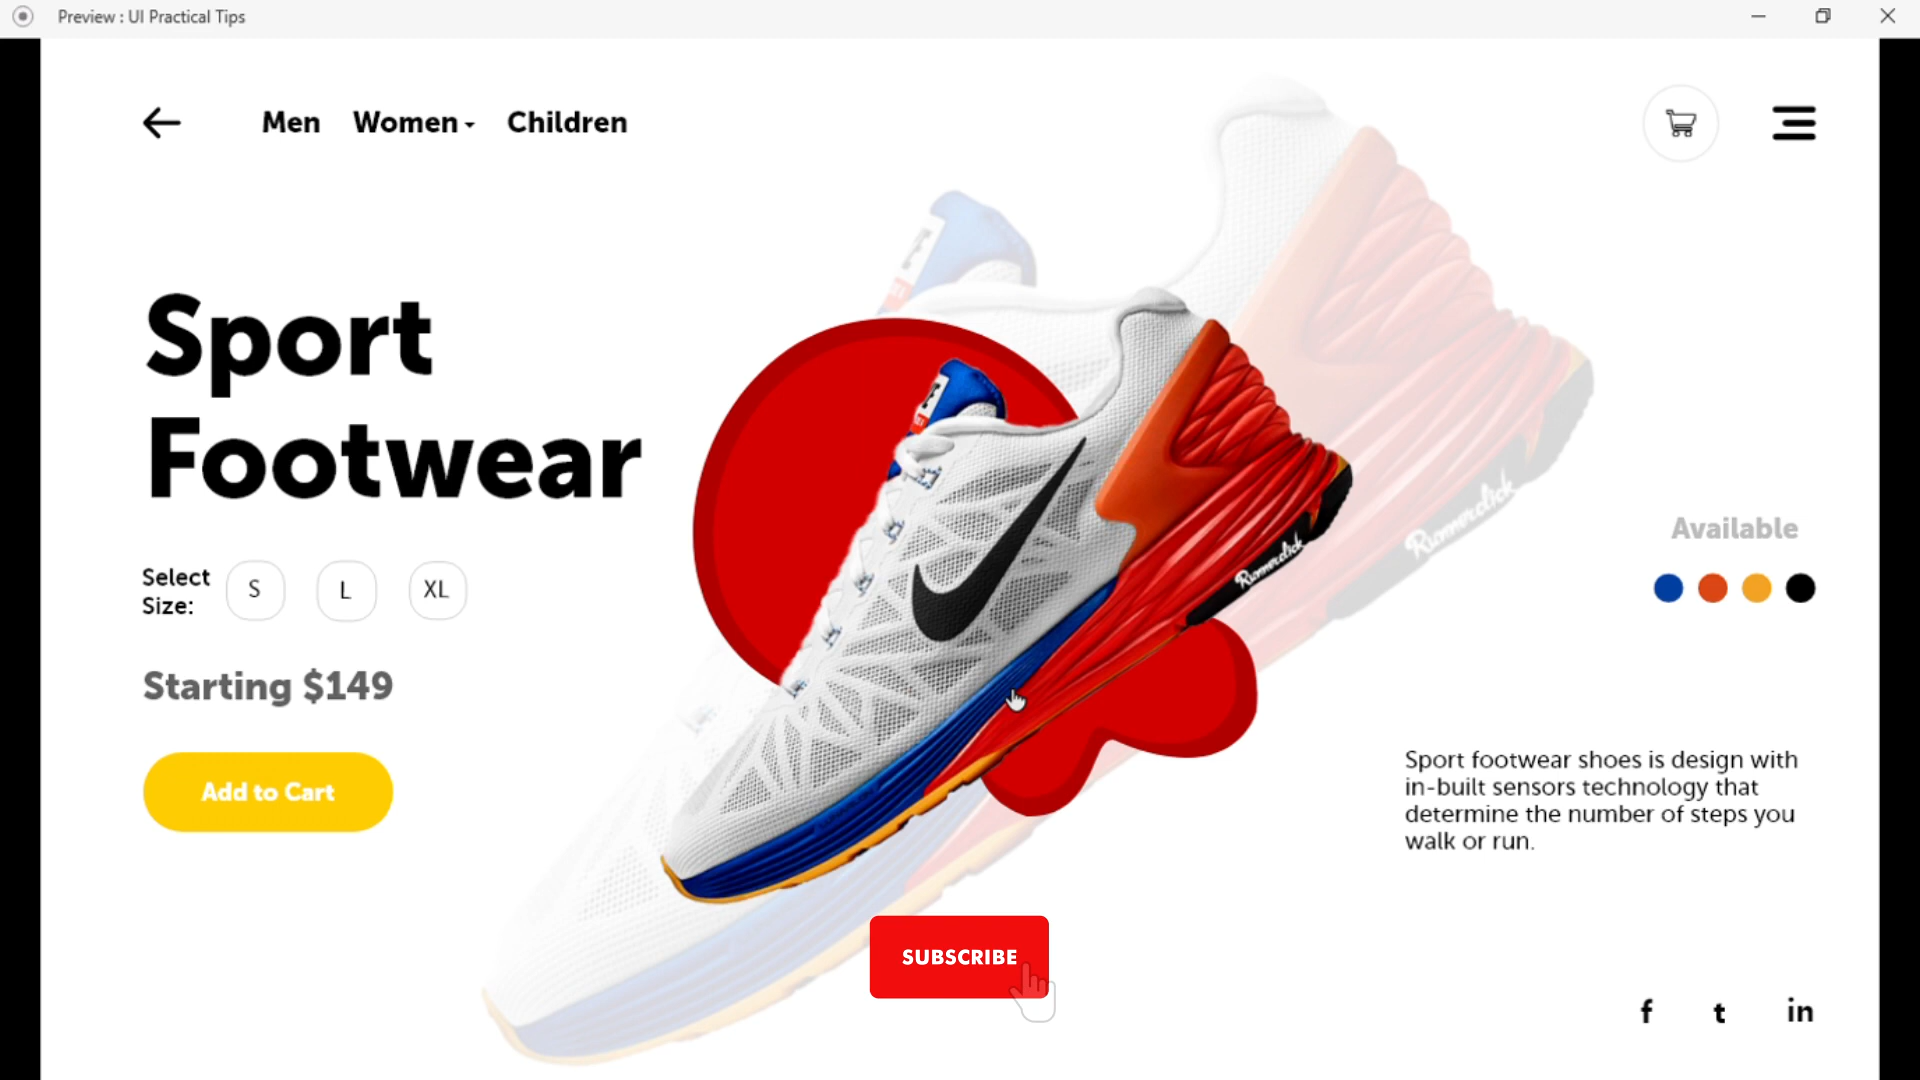 Preview : UI Practical Tips
Men Women Children
Sport
Footwear
Select
Size:
S
L
XL
Starting $149
Add to Cart
Runnerclick
Runnerclick
Available
Sport footwear shoes is design with
in-built sensors technology that
determine the number of steps you
walk or run.
SUBSCRIBE
f t in